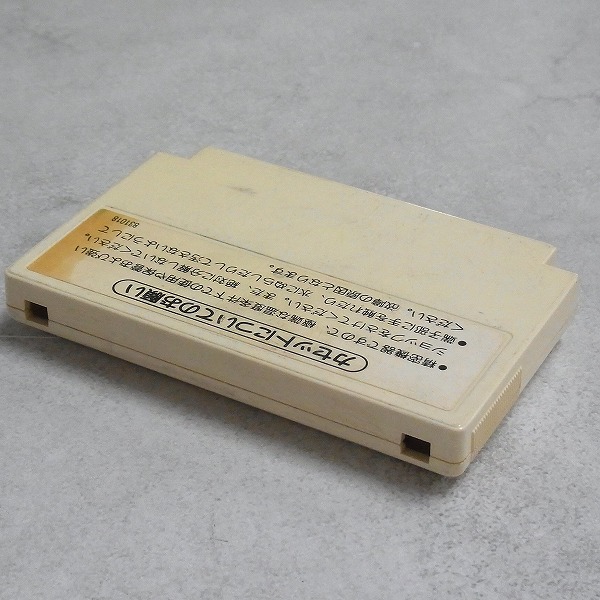 カセットについてのお願い
●精密機器ですので、極端な温度条件下での使用や保管および強い
ショックをさけてください。また、絶対に分解しないでください。
●端子部に手を触れたり、水にぬらしたりして汚さないようにして
ください。故障の原因となります。
831018